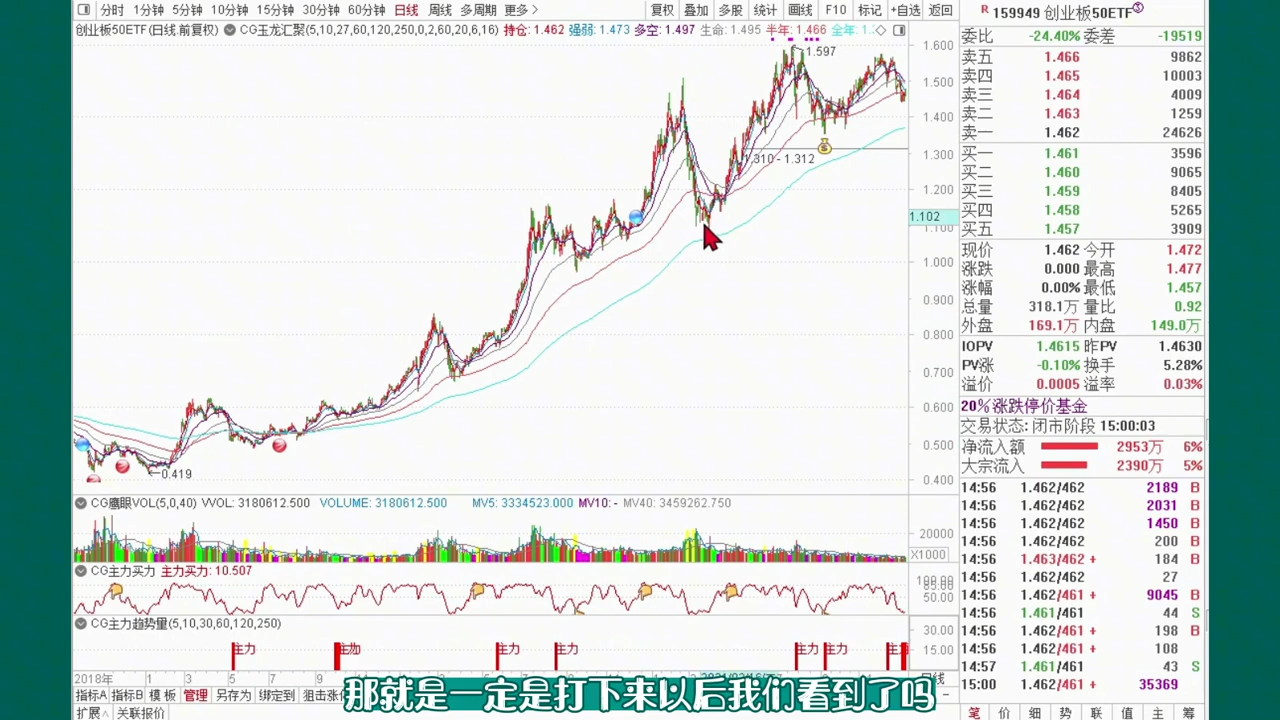 分时 1分钟 5分钟 10分钟 15分钟 30分钟 60分钟 日线 周线 多周期 更多 复权 叠加 多股 统计 画线 F10 标记 +自选 返回
R 159949 创业板50ETF
创业板50ETF(日线.前复权) CG玉龙汇聚(5,10,27,60,120,250,0,2,60,20,6,16) 持仓: 1.462 强弱: 1.473 多空: 1.497 生命: 1.495 半年: 1.466
委比 -24.40% 委差 -19519
卖五 1.466 9862
卖四 1.465 10003
卖三 1.464 4009
卖二 1.463 1259
卖一 1.462 24626
买一 1.461 3596
买二 1.460 9065
买三 1.459 8405
买四 1.458 5265
买五 1.457 3909
现价 1.462 今开 1.472
涨跌 0.000 最高 1.477
涨幅 0.00% 最低 1.457
总量 318.1万 量比 0.92
外盘 169.1万 内盘 149.0万
IOPV 1.4615 昨PV 1.4630
PV涨 -0.10% 换手 5.28%
溢价 0.0005 溢率 0.03%
20%涨跌停价基金
交易状态: 闭市阶段 15:00:03
净流入额 2953万 6%
大宗流入 2390万 5%
14:56 1.462/462 2189 B
14:56 1.462/462 2031 B
14:56 1.462/462 1450 B
14:56 1.462/462 200 B
14:56 1.463/462 + 184 B
14:56 1.462/462 27
14:56 1.462/461 + 9045 B
14:56 1.461/461 44 S
14:56 1.462/461 + 198 B
14:56 1.462/461 + 108
14:57 1.461/461 43 S
15:00 1.462/461 + 35369
笔 价 细 势 联 值 主 筹
1.600
1.597
1.500
1.400
1.300
1.310-1.312
1.200
1.102
1.100
1.000
0.900
0.800
0.700
0.600
0.500
0.419
0.400
CG鹰眼VOL(5,0,40) VVOL: 3180612.500 VOLUME: 3180612.500 MV5: 3334523.000 MV10: - MV40: 3459262.750
20000
10000
X1000
CG主力买力 主力买力: 10.507
100.00
50.00
CG主力趋势量(5,10,30,60,120,250)
30.00
15.00
主力 主力 主力 主力 主力
2018年 1 3 5 7 9
指标A 指标B 模板 管理 另存为 绑定到
扩展∧ 关联报价
那就是一定是打下来以后我们看到了吗